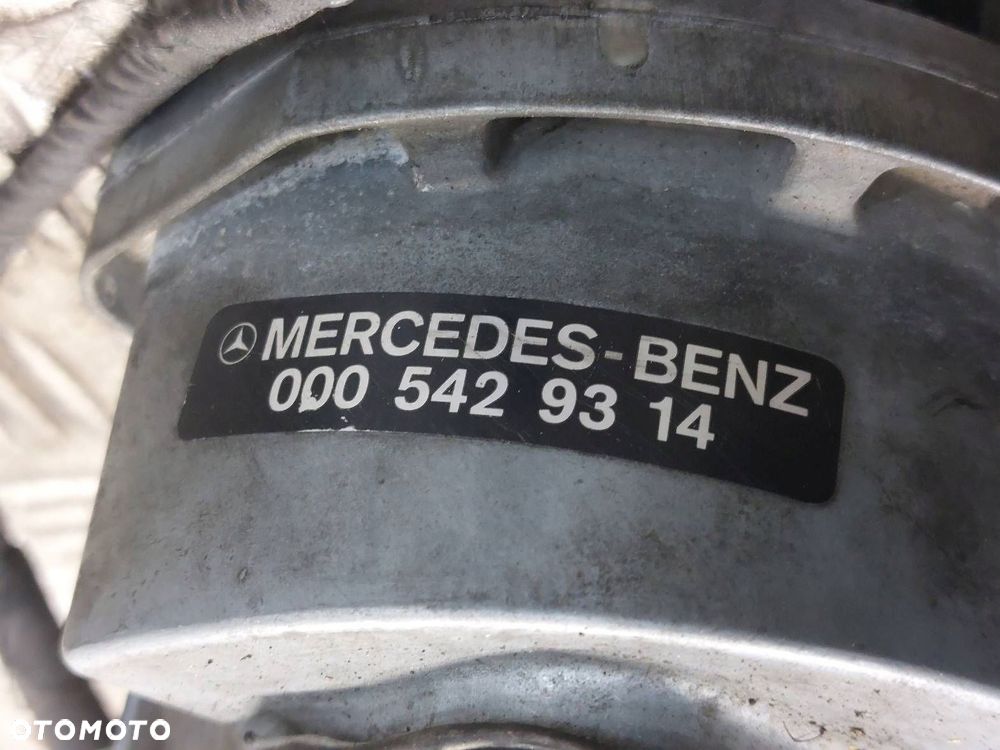 MERCEDES-BENZ
000 542 93 14
OTOMOTO